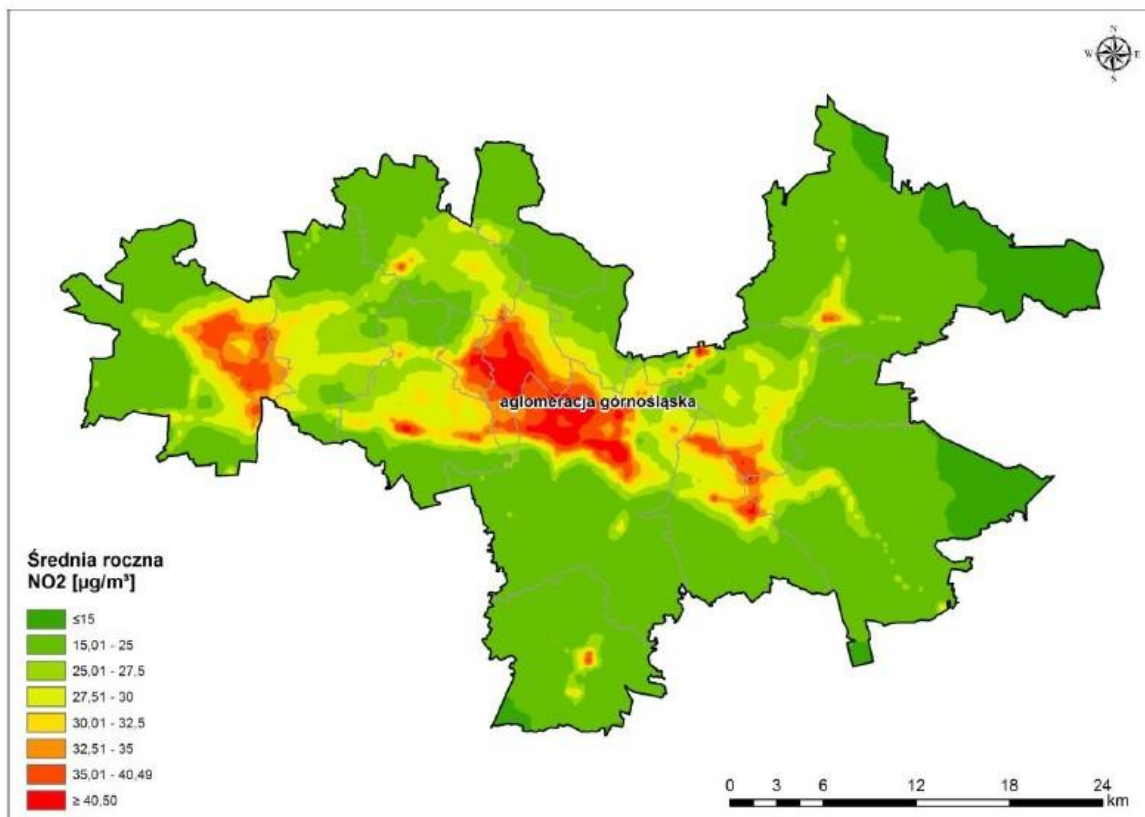 N
W E
S
aglomeracja górnośląska
Średnia roczna
NO2 [µg/m³]
≤15
15,01 - 25
25,01 - 27,5
27,51 - 30
30,01 - 32,5
32,51 - 35
35,01 - 40,49
≥ 40,50
0 3 6 12 18 24
km